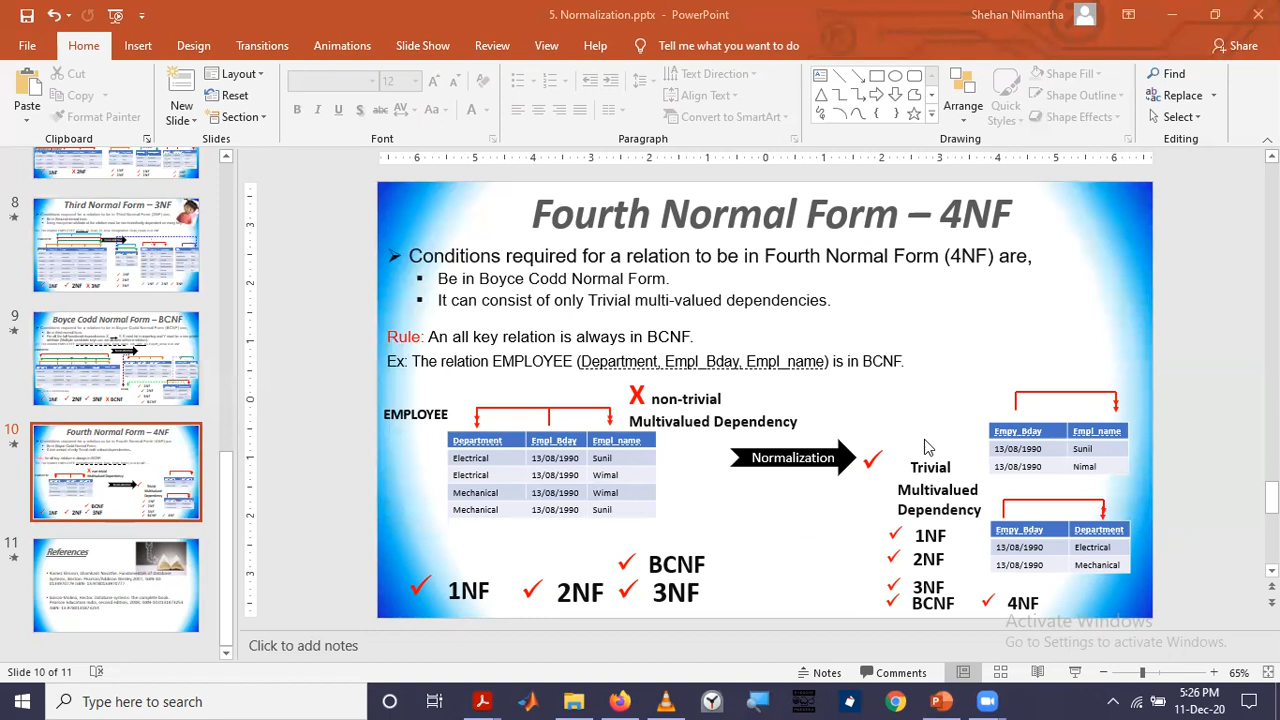 5. Normalization.pptx - PowerPoint
Shehan Nilmantha
File Home Insert Design Transitions Animations Slide Show Review View Help Tell me what you want to do Share
Paste
Cut
Copy
Format Painter
Clipboard
New Slide
Layout
Reset
Section
Slides
12
B I U S abc AV Aa A
Font
Text Direction
Align Text
Convert to SmartArt
Paragraph
Arrange
Quick Styles
Shape Fill
Shape Outline
Shape Effects
Drawing
Find
Replace
Select
Editing
8
Third Normal Form – 3NF
9
Boyce Codd Normal Form – BCNF
10
Fourth Normal Form – 4NF
11
References
Fourth Normal Form – 4NF
Conditions required for a relation to be in Fourth Normal Form (4NF) are,
Be in Boyce Codd Normal Form.
It can consist of only Trivial multi-valued dependencies.
Rule: An all key relation is always in BCNF.
Ex: The relation EMPLOYEE (Department, Empl_Bday, Empl_name) is BCNF.
X non-trivial
Multivalued Dependency
EMPLOYEE
Department Empl_Bday Empl_name
Electrical 13/08/1990 Sunil
Electrical 13/08/1990 Wimal
Mechanical 13/08/1990 Wimal
Mechanical 13/08/1990 Sunil
Normalization
Trivial
Multivalued
Dependency
Empy_Bday Empl_name
13/08/1990 Sunil
13/08/1990 Nimal
Empy_Bday Department
13/08/1990 Electrical
13/08/1990 Mechanical
1NF
2NF
3NF
BCNF
4NF
BCNF
1NF 2NF 3NF
Activate Windows
Go to Settings to activate Windows.
Click to add notes
Slide 10 of 11
Notes
Comments
65%
Type here to search
5:26 PM
11-Dec-20